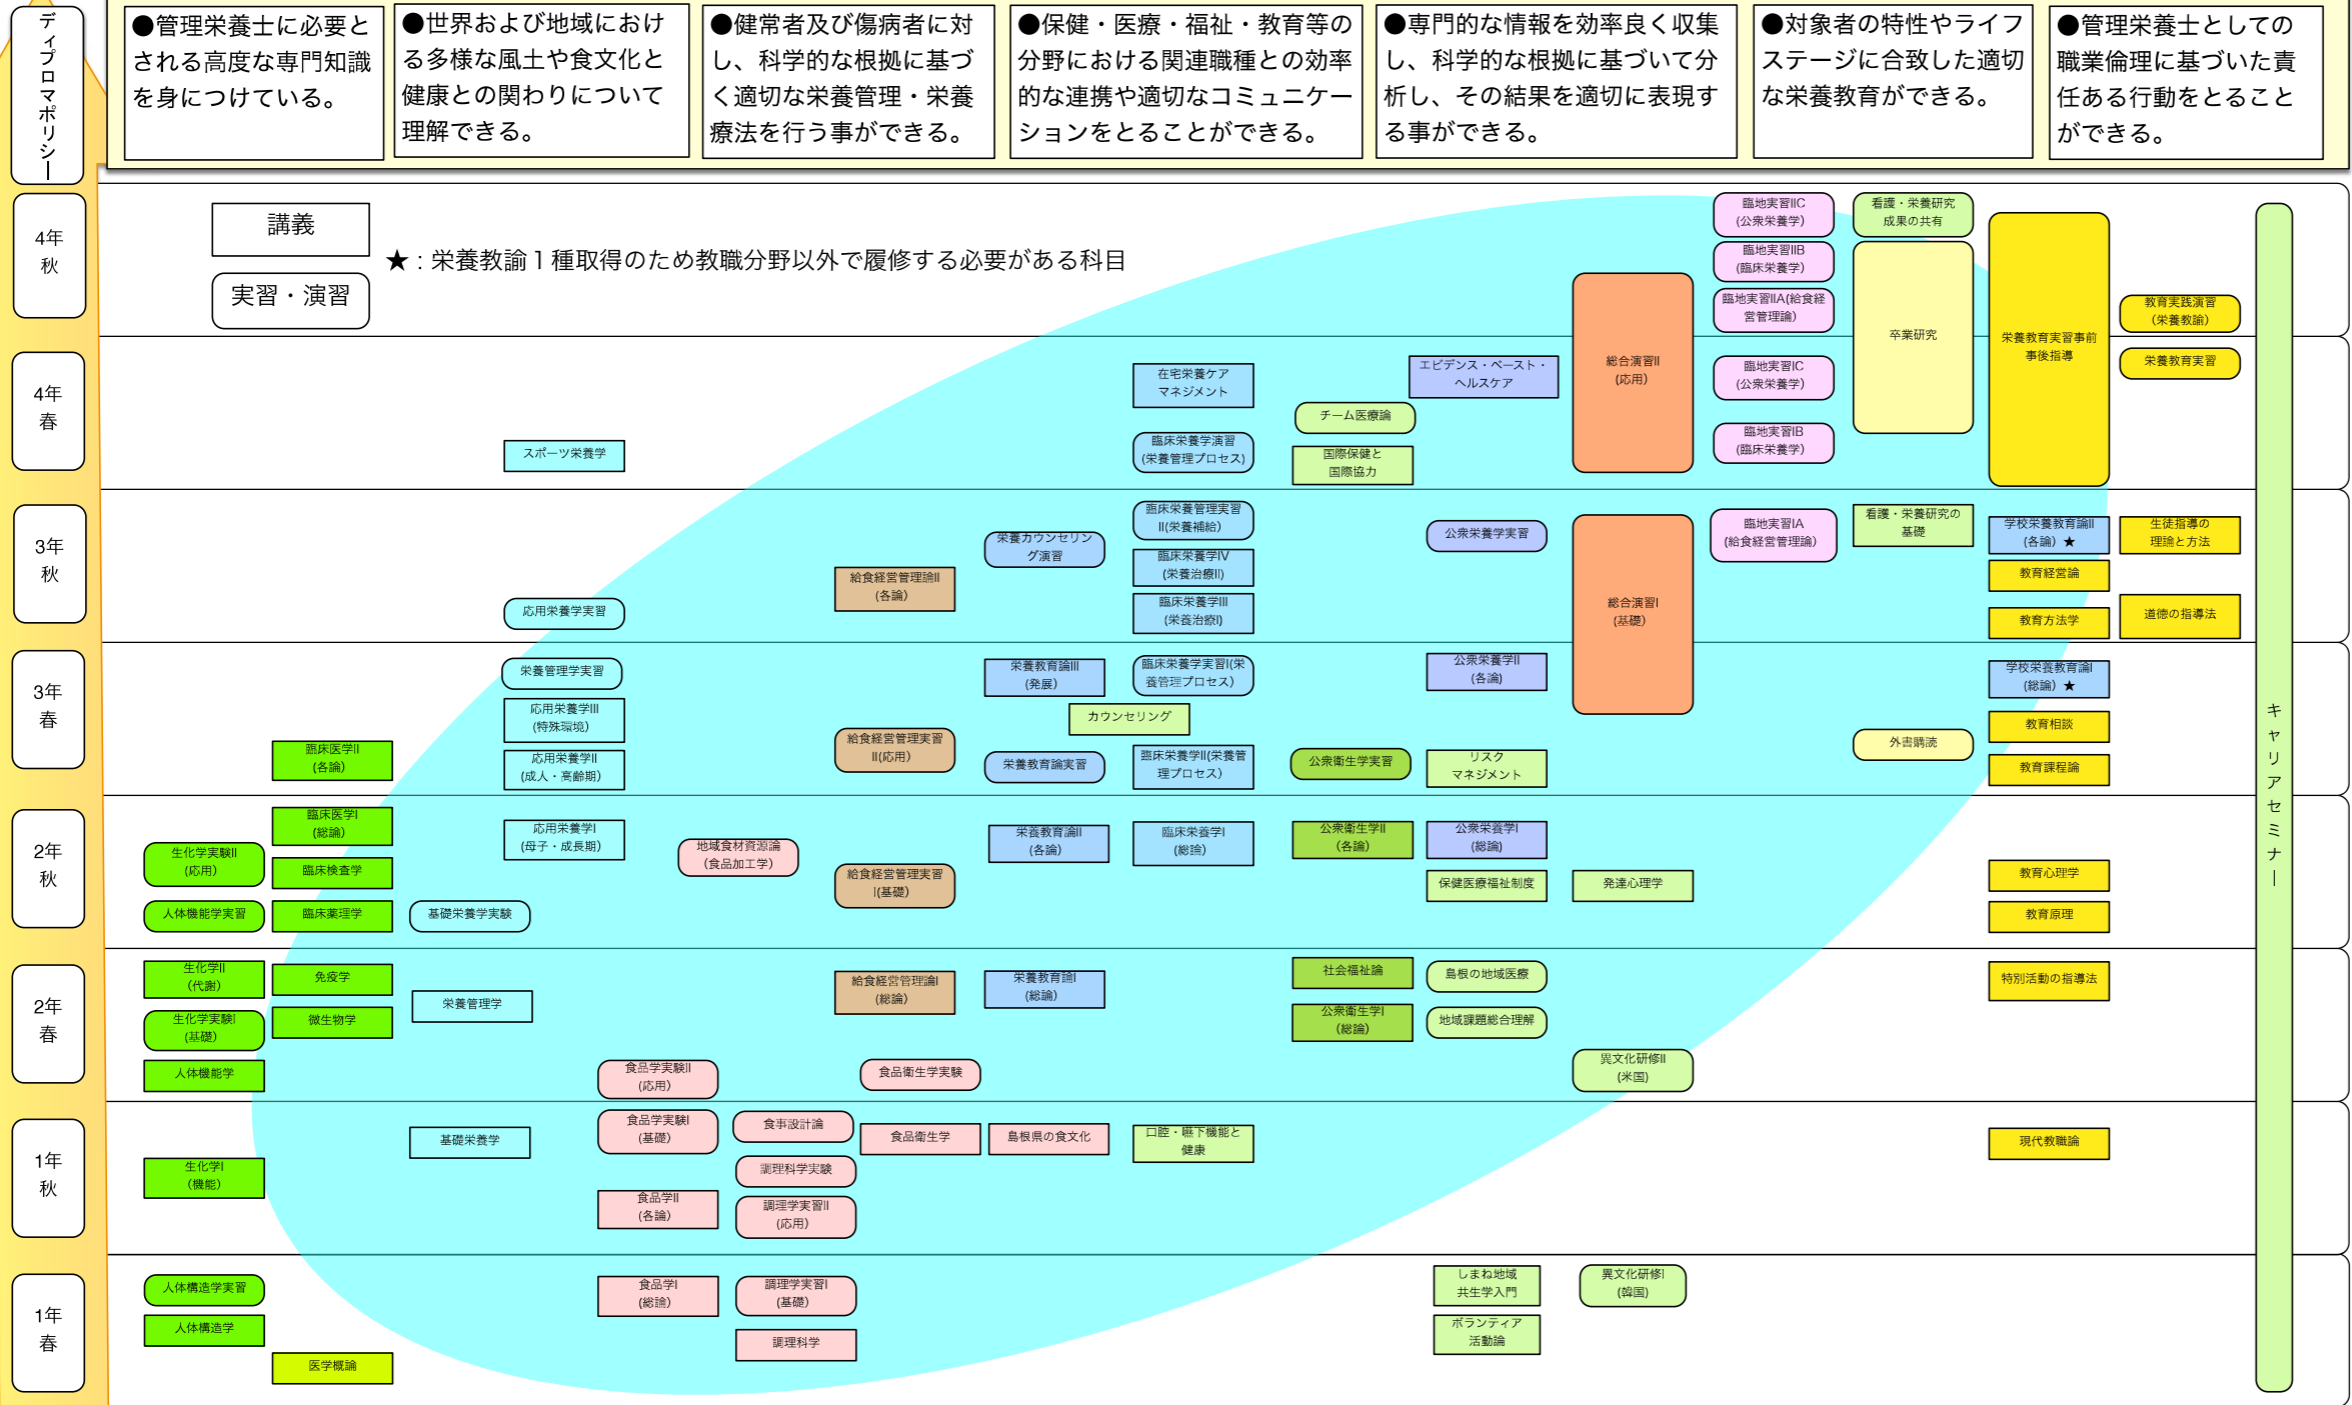 ディプロマポリシー
●管理栄養士に必要と
される高度な専門知識
を身につけている。
●世界および地域におけ
る多様な風土や食文化と
健康との関わりについて
理解できる。
●健常者及び傷病者に対
し、科学的な根拠に基づ
く適切な栄養管理・栄養
療法を行う事ができる。
●保健・医療・福祉・教育等の
分野における関連職種との効率
的な連携や適切なコミュニケー
ションをとることができる。
●専門的な情報を効率良く収集
し、科学的な根拠に基づいて分
析し、その結果を適切に表現す
る事ができる。
●対象者の特性やライフ
ステージに合致した適切
な栄養教育ができる。
●管理栄養士としての
職業倫理に基づいた責
任ある行動をとること
ができる。
4年
秋
講義
実習・演習
★：栄養教諭１種取得のため教職分野以外で履修する必要がある科目
臨地実習IIC
(公衆栄養学)
臨地実習IIB
(臨床栄養学)
臨地実習IIA(給食経
営管理論)
看護・栄養研究
成果の共有
卒業研究
栄養教育実習事前
事後指導
教育実践演習
（栄養教諭）
総合演習II
(応用)
4年
春
スポーツ栄養学
在宅栄養ケア
マネジメント
臨床栄養学演習
(栄養管理プロセス)
エビデンス・ベースト・
ヘルスケア
チーム医療論
国際保健と
国際協力
臨地実習IC
(公衆栄養学)
臨地実習IB
(臨床栄養学)
栄養教育実習
3年
秋
応用栄養学実習
給食経営管理論II
(各論)
栄養カウンセリン
グ演習
臨床栄養管理実習
II(栄養補給)
臨床栄養学IV
(栄養治療II)
臨床栄養学III
(栄養治療I)
公衆栄養学実習
総合演習I
(基礎)
臨地実習IA
(給食経営管理論)
看護・栄養研究の
基礎
学校栄養教育論II
(各論) ★
教育経営論
教育方法学
生徒指導の
理論と方法
道徳の指導法
3年
春
臨床医学II
(各論)
栄養管理学実習
応用栄養学III
(特殊環境)
応用栄養学II
(成人・高齢期)
給食経営管理実習
II(応用)
栄養教育論III
(発展)
カウンセリング
栄養教育論実習
臨床栄養学実習I(栄
養管理プロセス)
臨床栄養学II(栄養管
理プロセス)
公衆衛生学実習
公衆栄養学II
(各論)
リスク
マネジメント
外書購読
学校栄養教育論I
(総論) ★
教育相談
教育課程論
キャリアセミナー
2年
秋
生化学実験II
(応用)
人体機能学実習
臨床医学I
(総論)
臨床検査学
臨床薬理学
基礎栄養学実験
応用栄養学I
(母子・成長期)
地域食材資源論
(食品加工学)
給食経営管理実習
I(基礎)
栄養教育論II
(各論)
臨床栄養学I
(総論)
公衆衛生学II
(各論)
公衆栄養学I
(総論)
保健医療福祉制度
発達心理学
教育心理学
教育原理
2年
春
生化学II
(代謝)
生化学実験I
(基礎)
人体機能学
免疫学
微生物学
栄養管理学
食品学実験II
(応用)
給食経営管理論I
(総論)
食品衛生学実験
栄養教育論I
(総論)
社会福祉論
公衆衛生学I
(総論)
島根の地域医療
地域課題総合理解
異文化研修II
(米国)
特別活動の指導法
1年
秋
生化学I
(機能)
基礎栄養学
食品学実験I
(基礎)
食品学II
(各論)
食事設計論
調理科学実験
調理学実習II
(応用)
食品衛生学
島根県の食文化
口腔・嚥下機能と
健康
現代教職論
1年
春
人体構造学実習
人体構造学
医学概論
食品学I
(総論)
調理学実習I
(基礎)
調理科学
しまね地域
共生学入門
ボランティア
活動論
異文化研修I
(韓国)